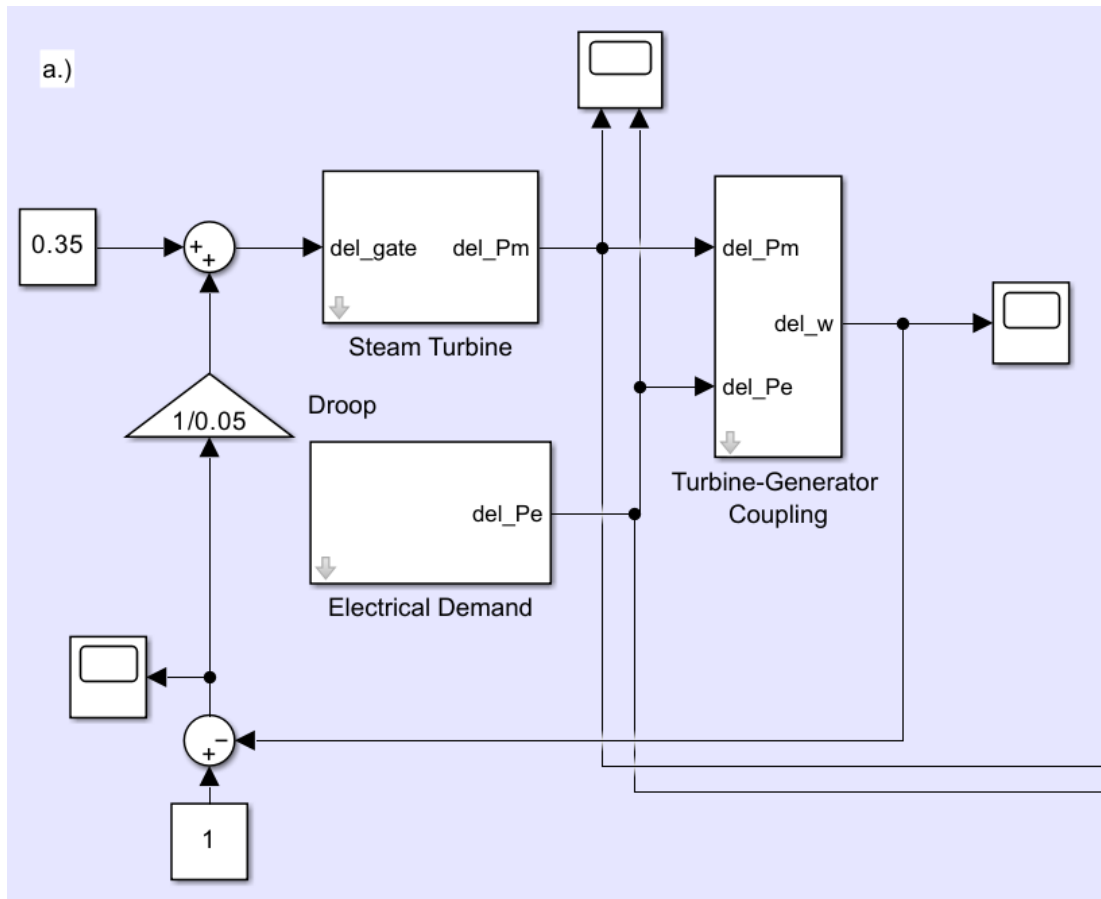 a.)
0.35
+
+
del_gate
del_Pm
Steam Turbine
del_Pm
del_w
del_Pe
Turbine-Generator
Coupling
1/0.05
Droop
del_Pe
Electrical Demand
−
+
1